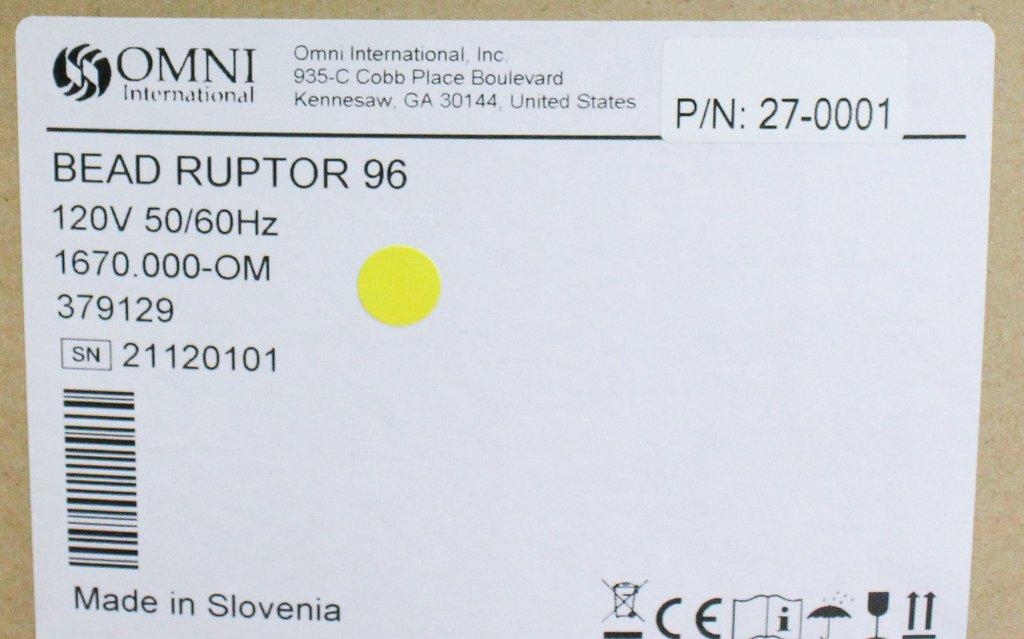 OMNI
International
Omni International, Inc.
935-C Cobb Place Boulevard
Kennesaw, GA 30144, United States
P/N: 27-0001
BEAD RUPTOR 96
120V 50/60Hz
1670.000-OM
379129
SN 21120101
Made in Slovenia
CE i